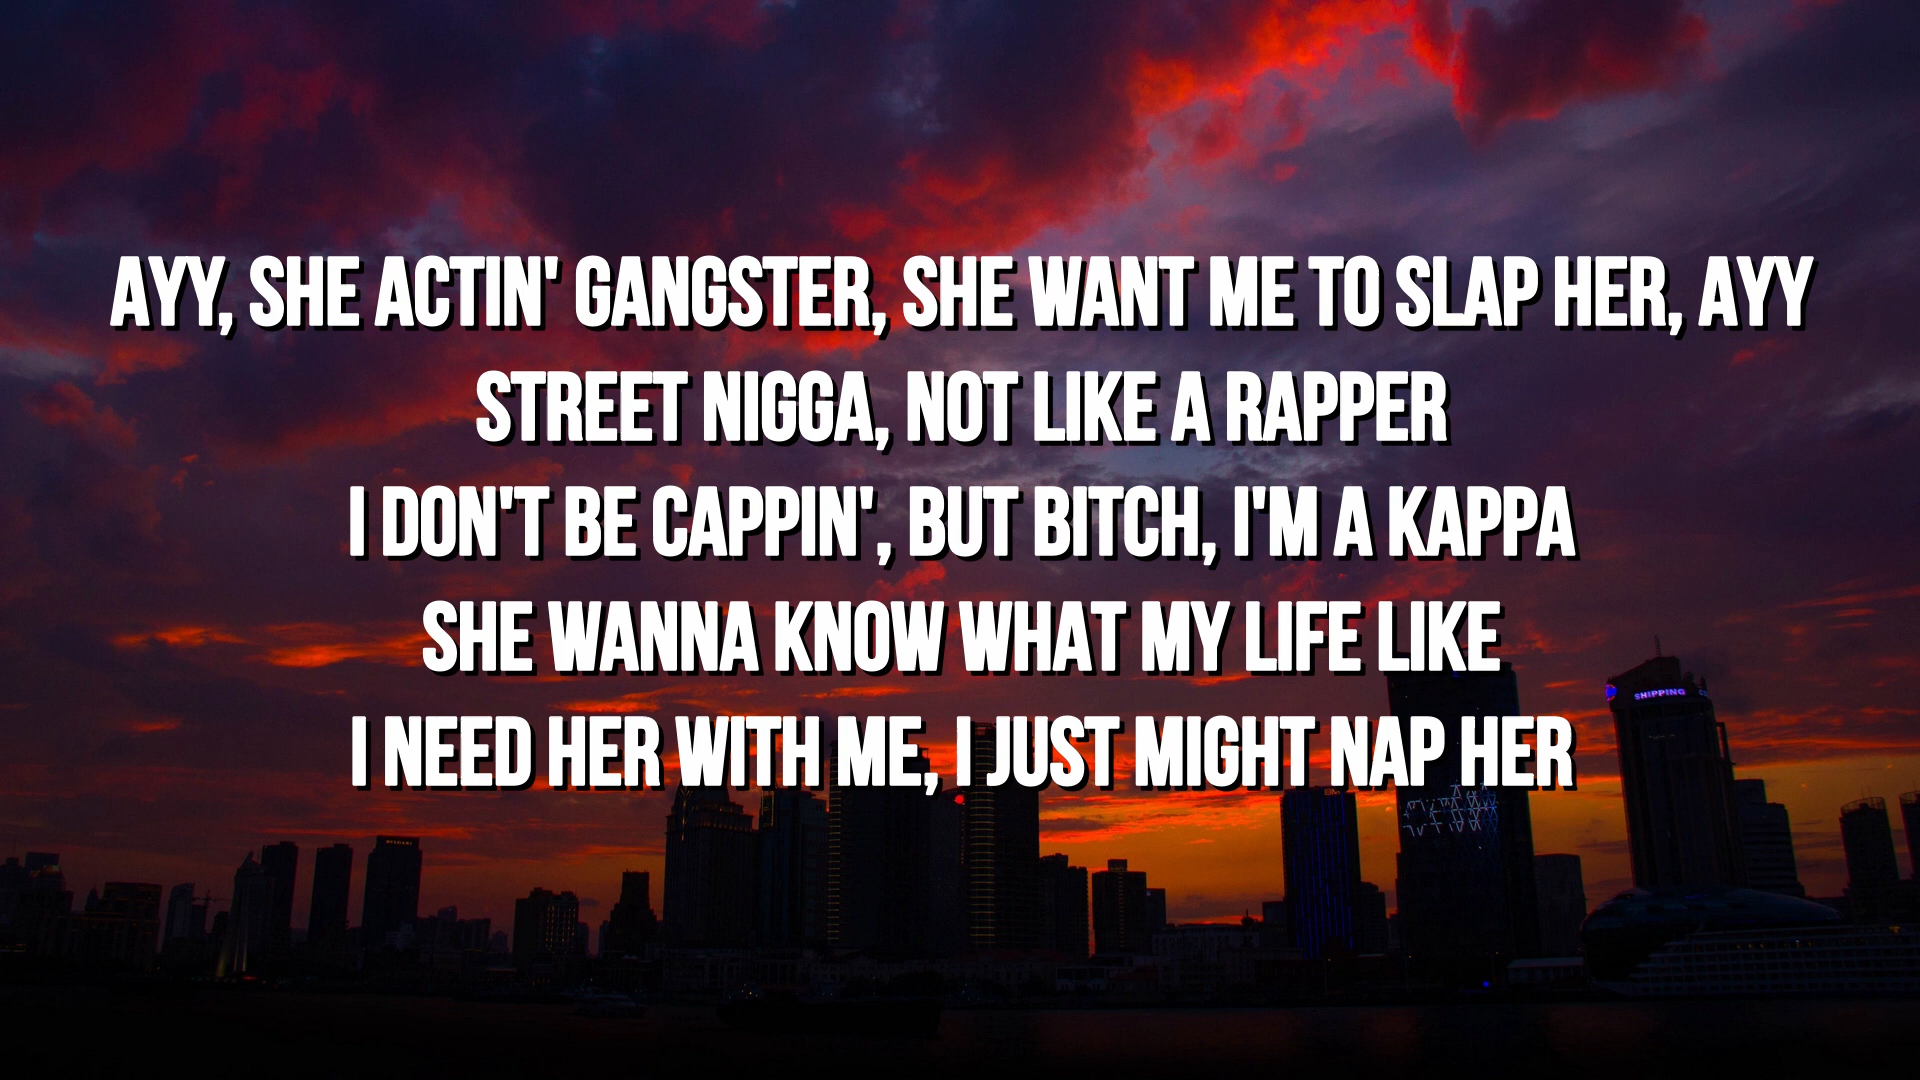 AYY, SHE ACTIN' GANGSTER, SHE WANT ME TO SLAP HER, AYY
STREET NIGGA, NOT LIKE A RAPPER
I DON'T BE CAPPIN', BUT BITCH, I'M A KAPPA
SHE WANNA KNOW WHAT MY LIFE LIKE
I NEED HER WITH ME, I JUST MIGHT NAP HER
SHIPPING